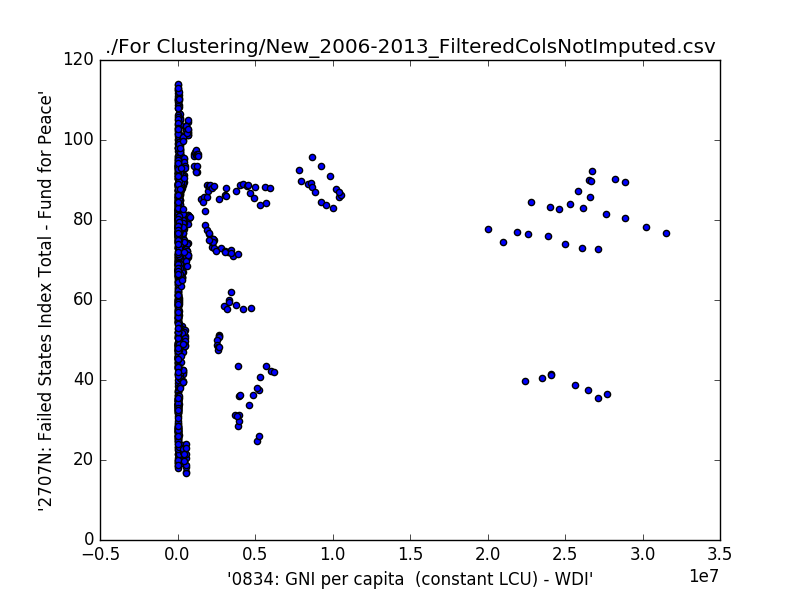 ./For Clustering/New_2006-2013_FilteredColsNotImputed.csv
'2707N: Failed States Index Total - Fund for Peace'
120
100
80
60
40
20
0
−0.5 0.0 0.5 1.0 1.5 2.0 2.5 3.0 3.5
1e7
'0834: GNI per capita  (constant LCU) - WDI'